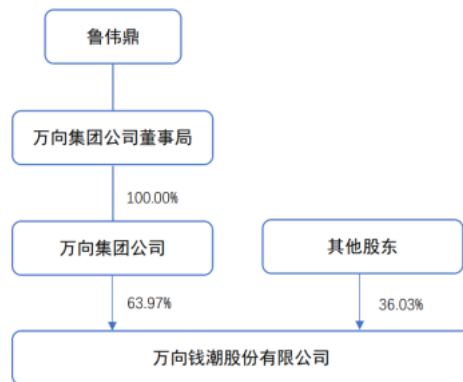 鲁伟鼎
万向集团公司董事局
100.00%
万向集团公司
其他股东
63.97%
36.03%
万向钱潮股份有限公司